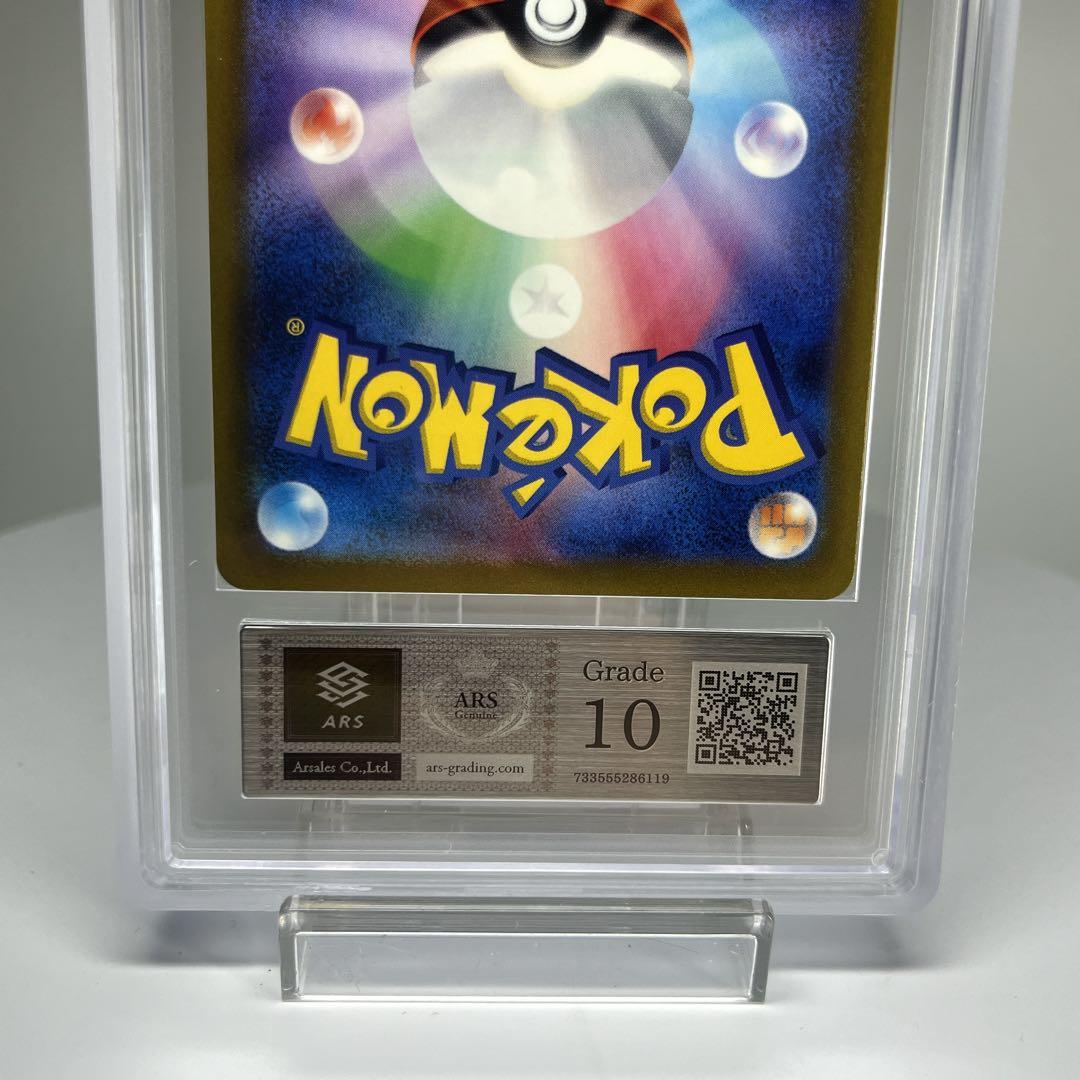 POKéMON
®
ARS
ARS
Genuine
Grade
10
Arsales Co.,Ltd.
ars-grading.com
733555286119